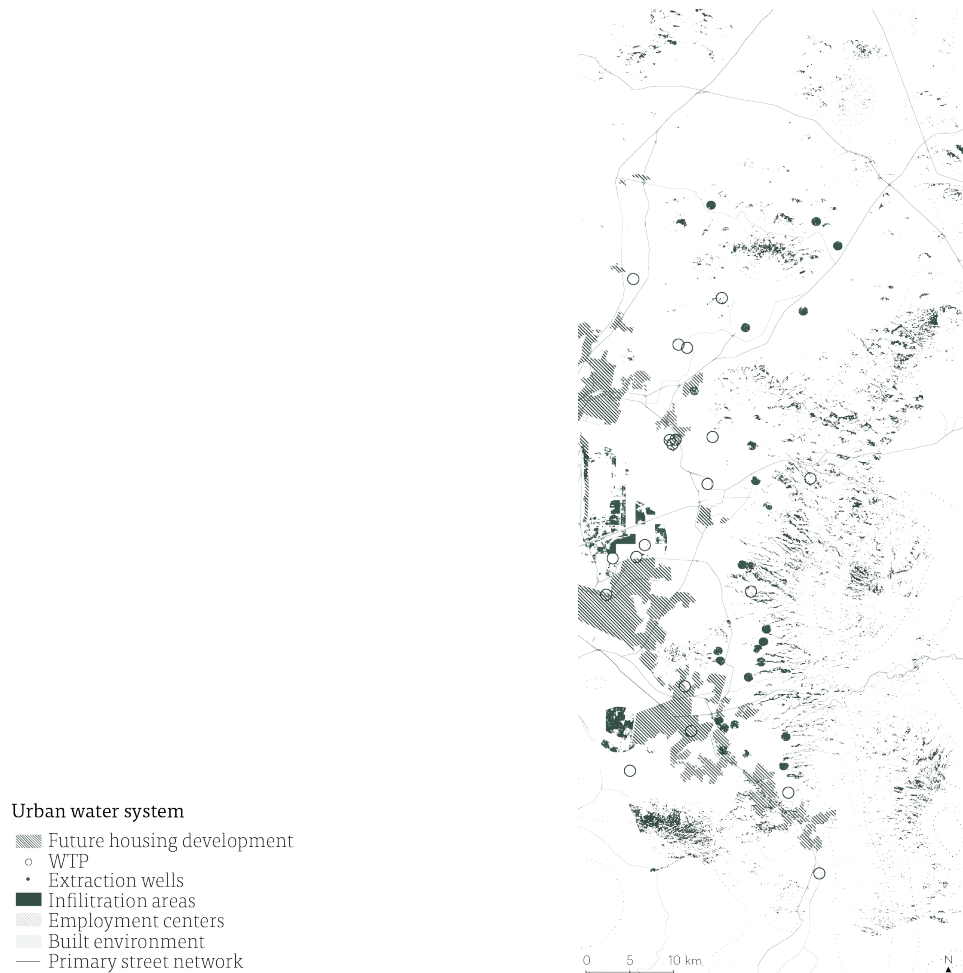 Urban water system
Future housing development
WTP
Extraction wells
Infilitration areas
Employment centers
Built environment
Primary street network
0 5 10 km
N